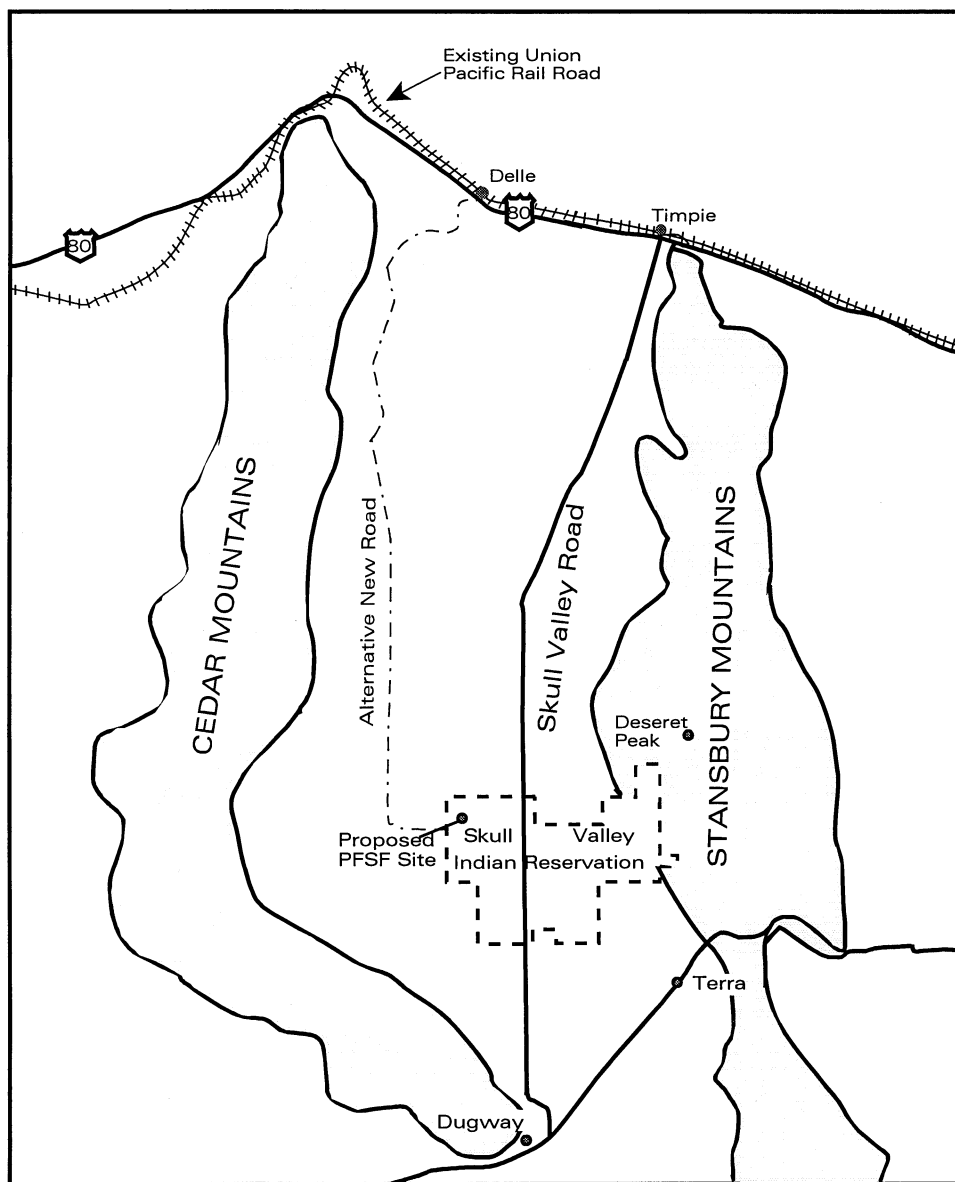 Existing Union
Pacific Rail Road
Delle
80
Timpie
80
CEDAR MOUNTAINS
Alternative New Road
Skull Valley Road
STANSBURY MOUNTAINS
Deseret
Peak
Proposed
PFSF Site
Skull Valley
Indian Reservation
Terra
Dugway